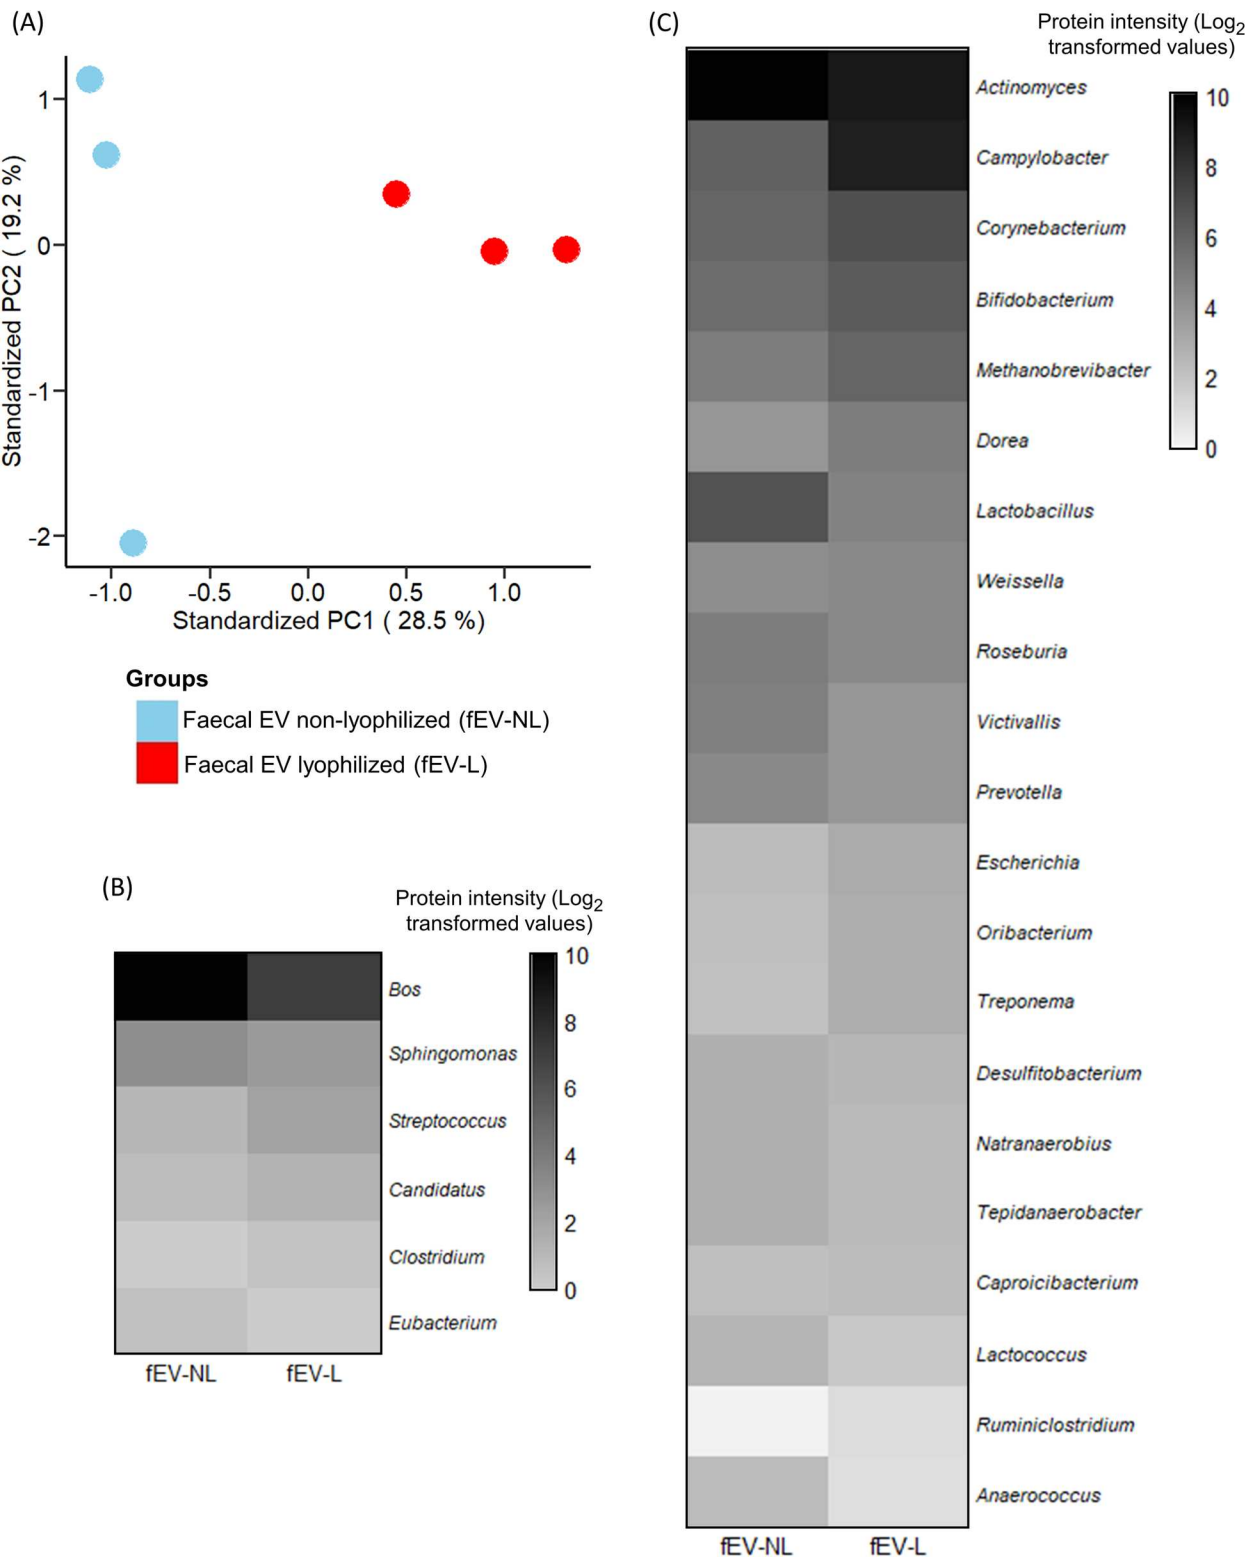 (A)
Standardized PC2 ( 19.2 %)
1
0
-1
-2
-1.0 -0.5 0.0 0.5 1.0
Standardized PC1 ( 28.5 %)
Groups
Faecal EV non-lyophilized (fEV-NL)
Faecal EV lyophilized (fEV-L)
(B)
Protein intensity (Log2
transformed values)
10
8
6
4
2
0
Bos
Sphingomonas
Streptococcus
Candidatus
Clostridium
Eubacterium
fEV-NL fEV-L
(C)
Protein intensity (Log2
transformed values)
10
8
6
4
2
0
Actinomyces
Campylobacter
Corynebacterium
Bifidobacterium
Methanobrevibacter
Dorea
Lactobacillus
Weissella
Roseburia
Victivallis
Prevotella
Escherichia
Oribacterium
Treponema
Desulfitobacterium
Natranaerobius
Tepidanaerobacter
Caproicibacterium
Lactococcus
Ruminiclostridium
Anaerococcus
fEV-NL fEV-L